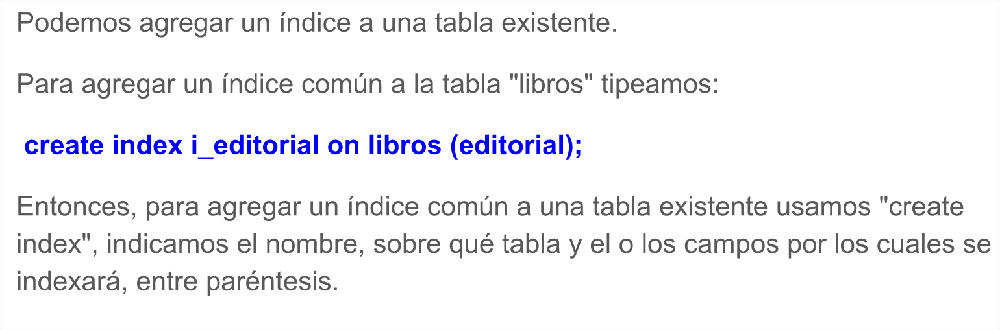 Podemos agregar un índice a una tabla existente.
Para agregar un índice común a la tabla "libros" tipeamos:
create index i_editorial on libros (editorial);
Entonces, para agregar un índice común a una tabla existente usamos "create
index", indicamos el nombre, sobre qué tabla y el o los campos por los cuales se
indexará, entre paréntesis.